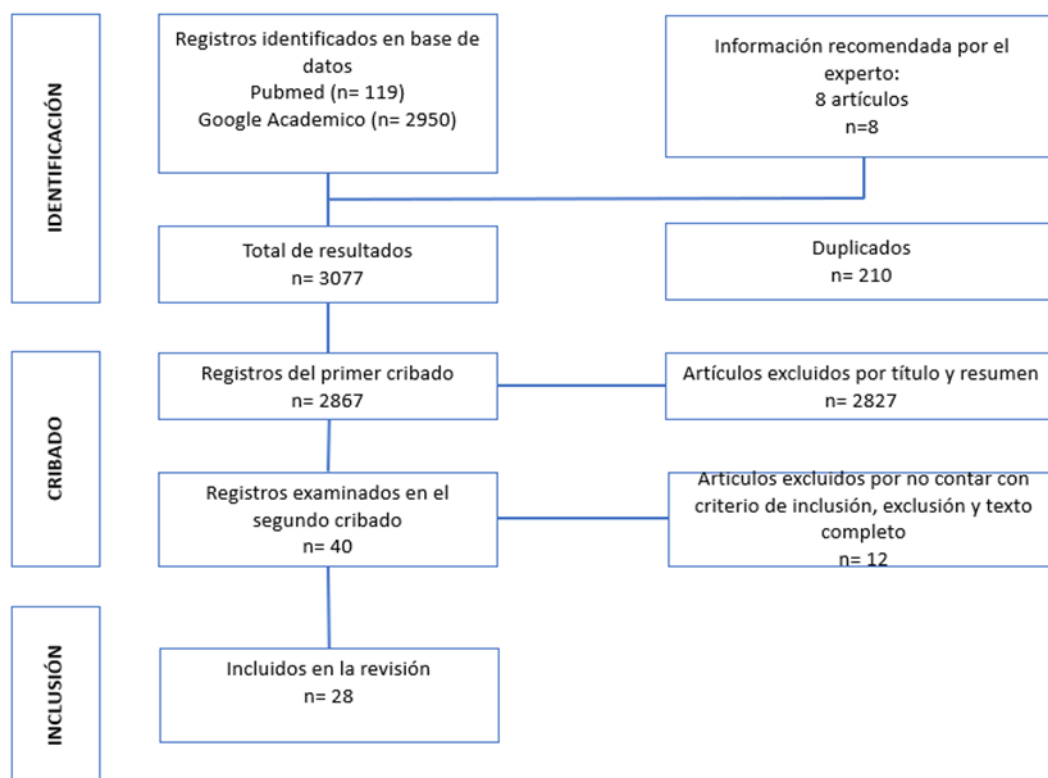 IDENTIFICACIÓN
Registros identificados en base de
datos
Pubmed (n= 119)
Google Academico (n= 2950)
Información recomendada por el
experto:
8 artículos
n=8
Total de resultados
n= 3077
Duplicados
n= 210
CRIBADO
Registros del primer cribado
n= 2867
Artículos excluidos por título y resumen
n= 2827
Registros examinados en el
segundo cribado
n= 40
Artículos excluidos por no contar con
criterio de inclusión, exclusión y texto
completo
n= 12
INCLUSIÓN
Incluidos en la revisión
n= 28